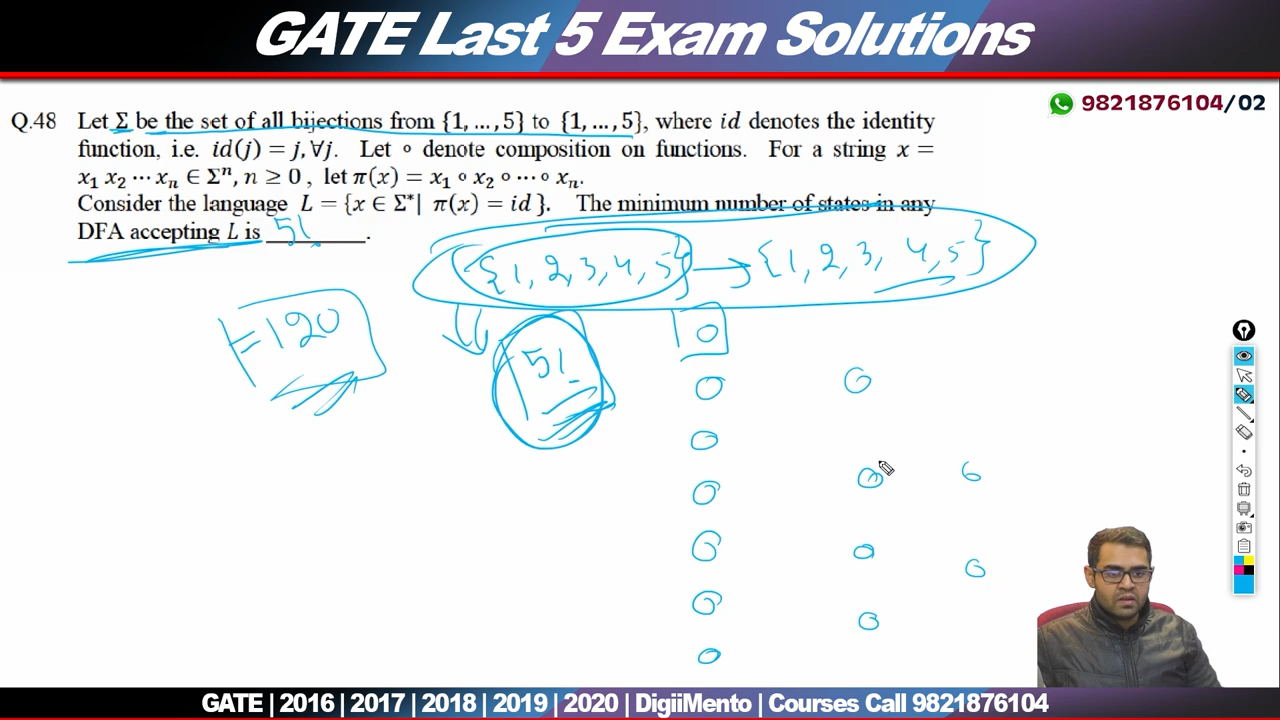 GATE Last 5 Exam Solutions
9821876104/02
Q.48 Let Σ be the set of all bijections from {1, ..., 5} to {1, ..., 5}, where id denotes the identity
function, i.e. id(j) = j, ∀j. Let ∘ denote composition on functions. For a string x =
x₁ x₂ ⋯ xₙ ∈ Σⁿ, n ≥ 0 , let π(x) = x₁ ∘ x₂ ∘ ⋯ ∘ xₙ.
Consider the language L = {x ∈ Σ*| π(x) = id }. The minimum number of states in any
DFA accepting L is 5! .
{1, 2, 3, 4, 5} → {1, 2, 3, 4, 5}
= 120
5!
GATE | 2016 | 2017 | 2018 | 2019 | 2020 | DigiiMento | Courses Call 9821876104